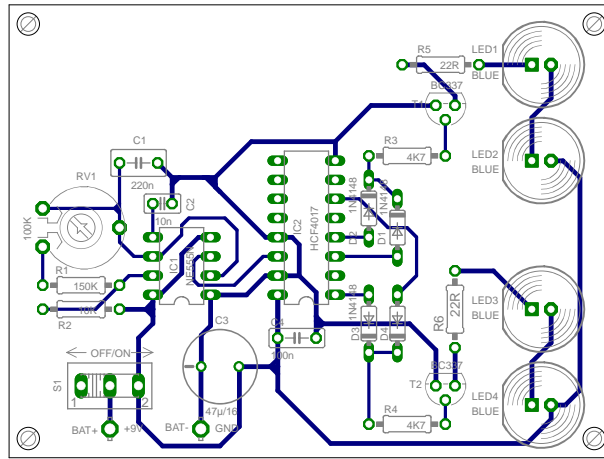 R5
22R
LED1
BLUE
BC337
T1
C1
220n
R3
4K7
LED2
BLUE
RV1
100K
C2
10n
IC2
HCF4017
1N4148
1N4148
D2
D1
IC1
NE555N
R1
150K
R2
10K
C4
100n
1N4148
D3
D4
R6
22R
LED3
BLUE
C3
47µ/16
OFF/ON
S1
1
2
BC337
T2
LED4
BLUE
R4
4K7
BAT+
+9V
BAT-
GND